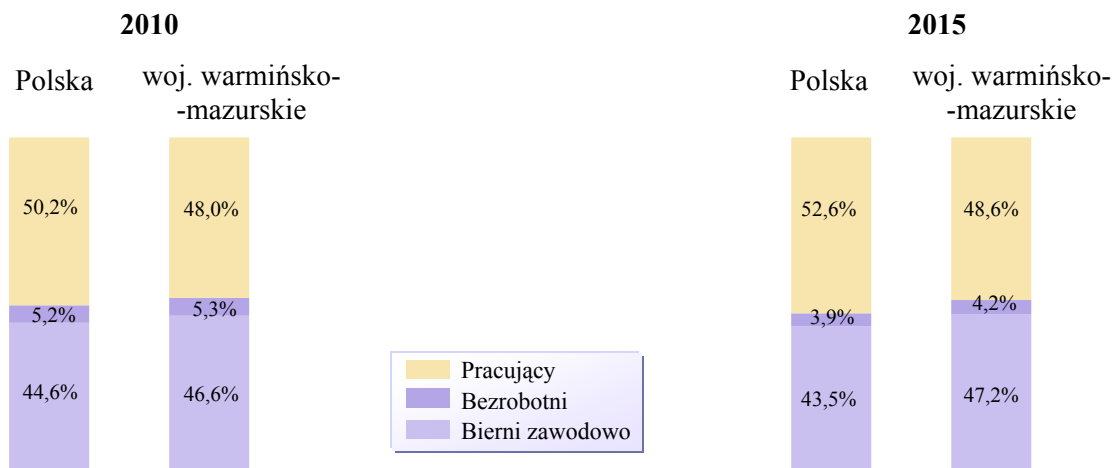 2010
Polska
woj. warmińsko-
-mazurskie
50,2%
48,0%
5,2%
5,3%
44,6%
46,6%
Pracujący
Bezrobotni
Bierni zawodowo
2015
Polska
woj. warmińsko-
-mazurskie
52,6%
48,6%
3,9%
4,2%
43,5%
47,2%